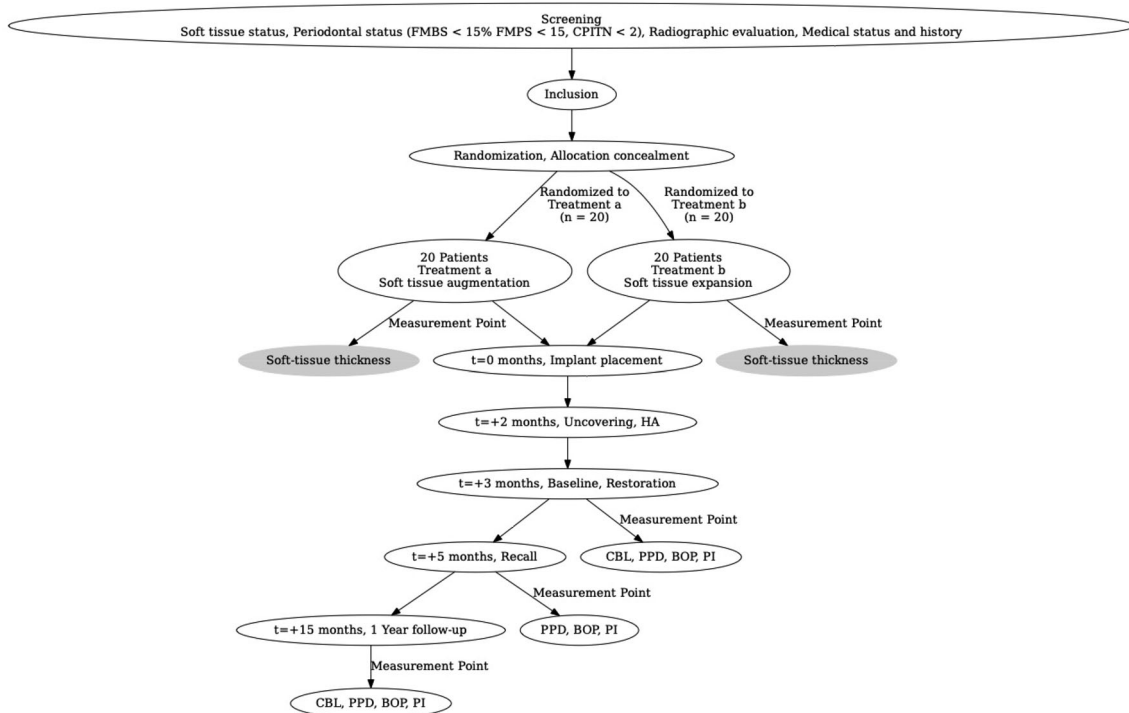 Screening
Soft tissue status, Periodontal status (FMBS < 15% FMPS < 15, CPITN < 2), Radiographic evaluation, Medical status and history
Inclusion
Randomization, Allocation concealment
Randomized to
Treatment a
(n = 20)
Randomized to
Treatment b
(n = 20)
20 Patients
Treatment a
Soft tissue augmentation
20 Patients
Treatment b
Soft tissue expansion
Measurement Point
Measurement Point
Soft-tissue thickness
t=0 months, Implant placement
Soft-tissue thickness
t=+2 months, Uncovering, HA
t=+3 months, Baseline, Restoration
Measurement Point
t=+5 months, Recall
CBL, PPD, BOP, PI
Measurement Point
t=+15 months, 1 Year follow-up
PPD, BOP, PI
Measurement Point
CBL, PPD, BOP, PI